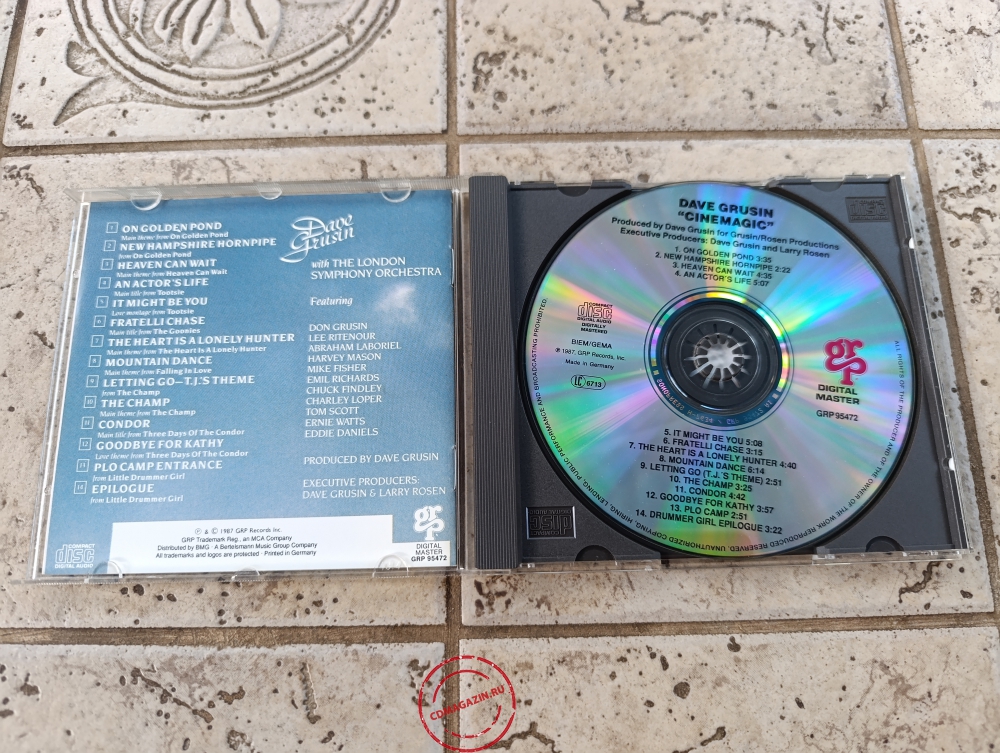 1 ON GOLDEN POND
Main theme from On Golden Pond
2 NEW HAMPSHIRE HORNPIPE
from On Golden Pond
3 HEAVEN CAN WAIT
Main theme from Heaven Can Wait
4 AN ACTOR'S LIFE
Main title from Tootsie
5 IT MIGHT BE YOU
Love montage from Tootsie
6 FRATELLI CHASE
Main title from The Goonies
7 THE HEART IS A LONELY HUNTER
Main theme from The Heart Is A Lonely Hunter
8 MOUNTAIN DANCE
Main title from Falling In Love
9 LETTING GO—T.J.'S THEME
from The Champ
10 THE CHAMP
Main theme from The Champ
11 CONDOR
Main title from Three Days Of The Condor
12 GOODBYE FOR KATHY
Love theme from Three Days Of The Condor
13 PLO CAMP ENTRANCE
from Little Drummer Girl
14 EPILOGUE
from Little Drummer Girl
Dave
Grusin
with THE LONDON
SYMPHONY ORCHESTRA
Featuring
DON GRUSIN
LEE RITENOUR
ABRAHAM LABORIEL
HARVEY MASON
MIKE FISHER
EMIL RICHARDS
CHUCK FINDLEY
CHARLEY LOPER
TOM SCOTT
ERNIE WATTS
EDDIE DANIELS
PRODUCED BY DAVE GRUSIN
EXECUTIVE PRODUCERS:
DAVE GRUSIN & LARRY ROSEN
℗ & © 1987 GRP Records Inc.
GRP Trademark Reg., an MCA Company
Distributed by BMG · A Bertelsmann Music Group Company
All trademarks and logos are protected · Printed in Germany
COMPACT
disc
DIGITAL AUDIO
grp
DIGITAL
MASTER
GRP 95472
DAVE GRUSIN
"CINEMAGIC"
Produced by Dave Grusin for Grusin/Rosen Productions
Executive Producers: Dave Grusin and Larry Rosen
1. ON GOLDEN POND 3:35
2. NEW HAMPSHIRE HORNPIPE 2:22
3. HEAVEN CAN WAIT 4:35
4. AN ACTOR'S LIFE 5:07
COMPACT
disc
DIGITAL AUDIO
DIGITALLY
MASTERED
BIEM/GEMA
℗ 1987, GRP Records, Inc.
Made in Germany
LC 6713
grp
DIGITAL
MASTER
GRP 95472
5. IT MIGHT BE YOU 5:08
6. FRATELLI CHASE 3:15
7. THE HEART IS A LONELY HUNTER 4:40
8. MOUNTAIN DANCE 6:14
9. LETTING GO (T.J.'S THEME) 2:51
10. THE CHAMP 3:25
11. CONDOR 4:42
12. GOODBYE FOR KATHY 3:57
13. PLO CAMP 2:51
14. DRUMMER GIRL EPILOGUE 3:22
ALL RIGHTS OF THE PRODUCER AND OF THE OWNER OF THE WORK REPRODUCED RESERVED. UNAUTHORIZED COPYING, HIRING, LENDING, PUBLIC PERFORMANCE AND BROADCASTING PROHIBITED.
disc
CDMAGAZIN.RU